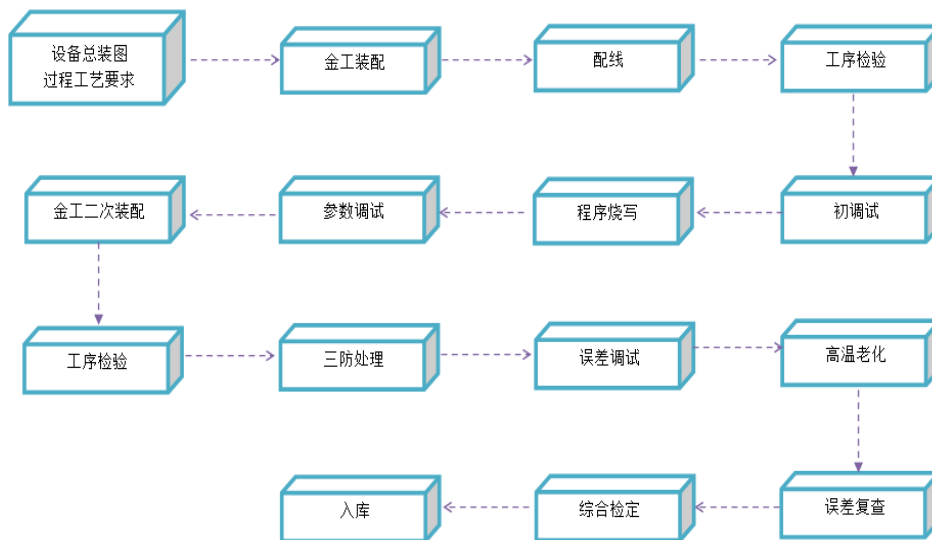 设备总装图
过程工艺要求
金工装配
配线
工序检验
金工二次装配
参数调试
程序烧写
初调试
工序检验
三防处理
误差调试
高温老化
入库
综合检定
误差复查